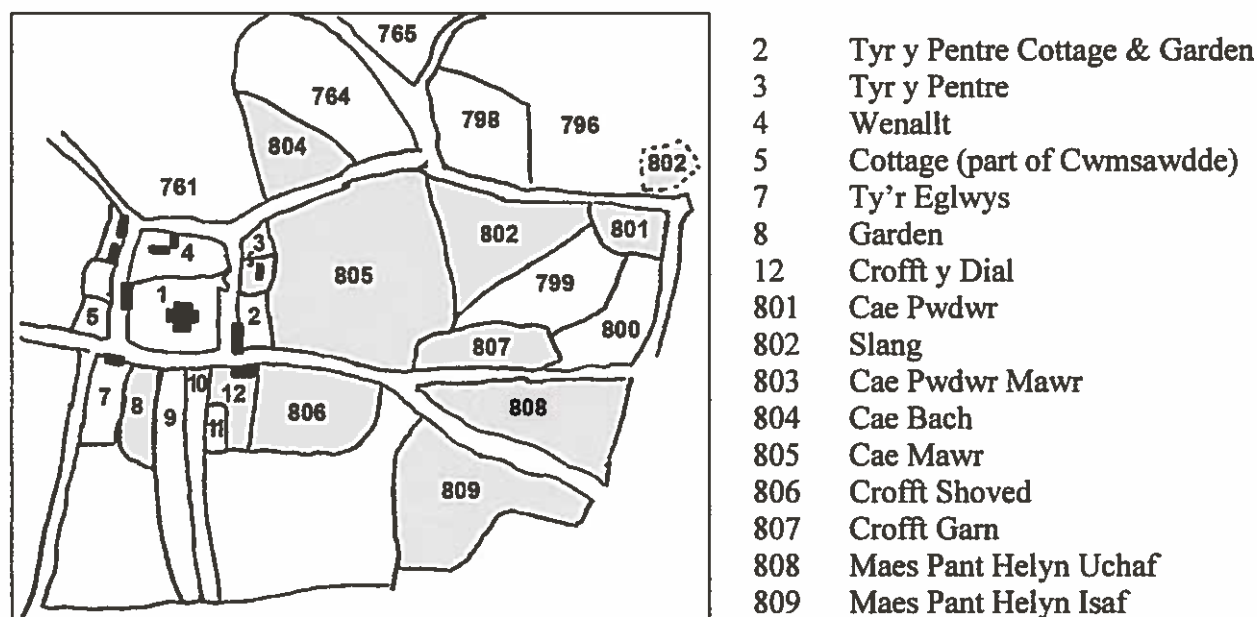 765
764
798
796
804
802
761
3
801
4
802
805
799
1
2
5
800
807
10
12
7
8
9
806
808
11
809
2 Tyr y Pentre Cottage & Garden
3 Tyr y Pentre
4 Wenallt
5 Cottage (part of Cwmsawdde)
7 Ty'r Eglwys
8 Garden
12 Crofft y Dial
801 Cae Pwdwr
802 Slang
803 Cae Pwdwr Mawr
804 Cae Bach
805 Cae Mawr
806 Crofft Shoved
807 Crofft Garn
808 Maes Pant Helyn Uchaf
809 Maes Pant Helyn Isaf